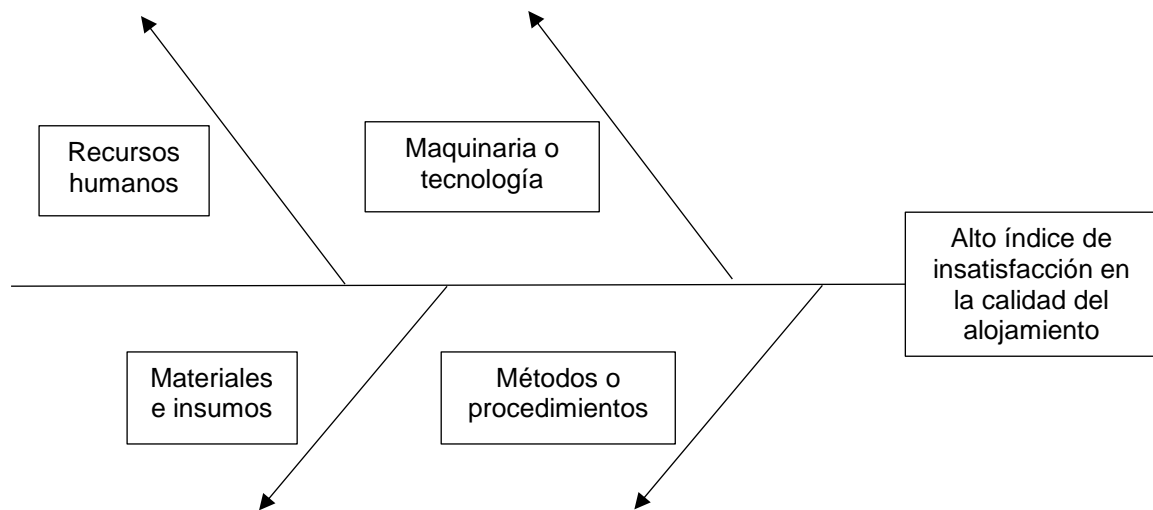 Recursos
humanos
Maquinaria o
tecnología
Alto índice de
insatisfacción en
la calidad del
alojamiento
Materiales
e insumos
Métodos o
procedimientos